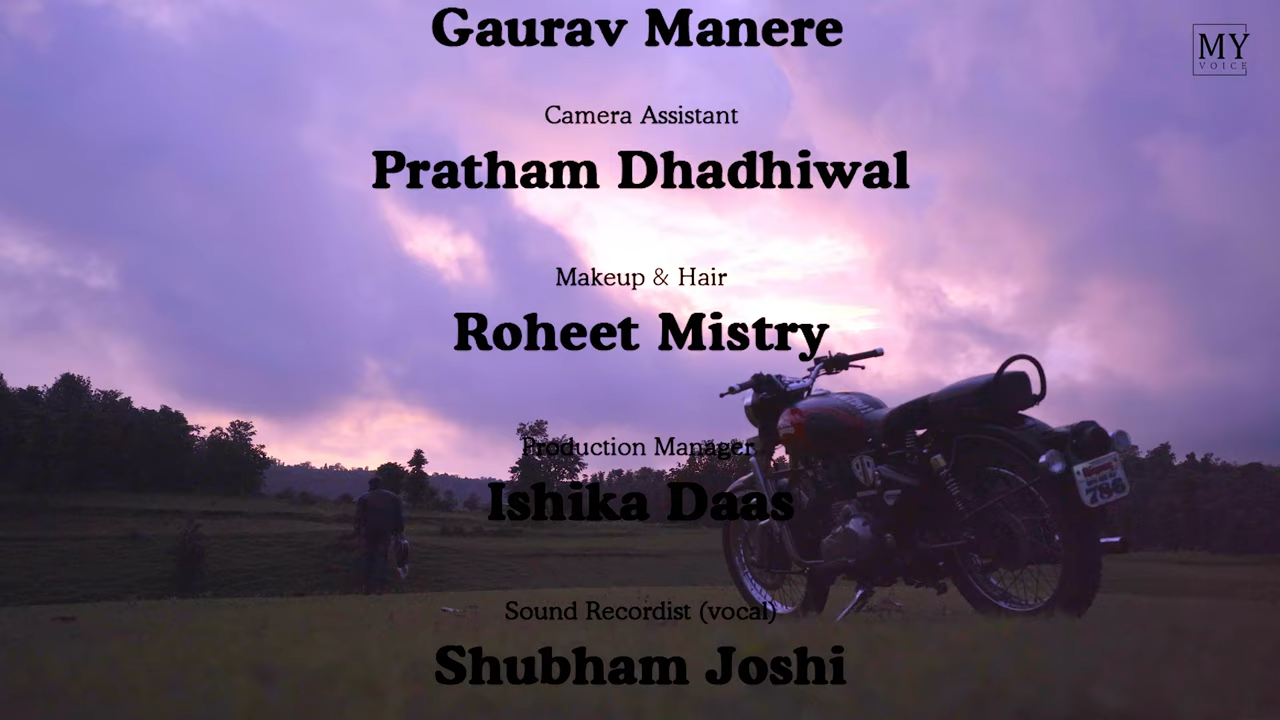 Gaurav Manere
MY
VOICE
Camera Assistant
Pratham Dhadhiwal
Makeup & Hair
Roheet Mistry
Production Manager
Ishika Daas
786
Sound Recordist (vocal)
Shubham Joshi